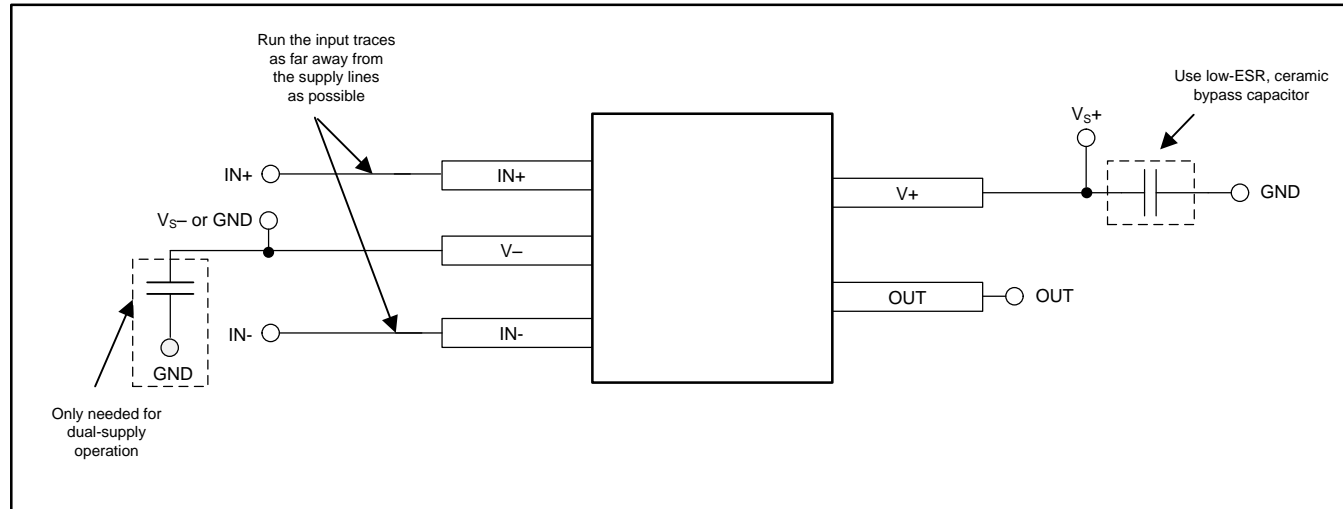 Run the input traces
as far away from
the supply lines
as possible
Use low-ESR, ceramic
bypass capacitor
VS+
IN+
IN+
V+
GND
VS– or GND
V–
OUT
OUT
IN-
IN-
GND
Only needed for
dual-supply
operation